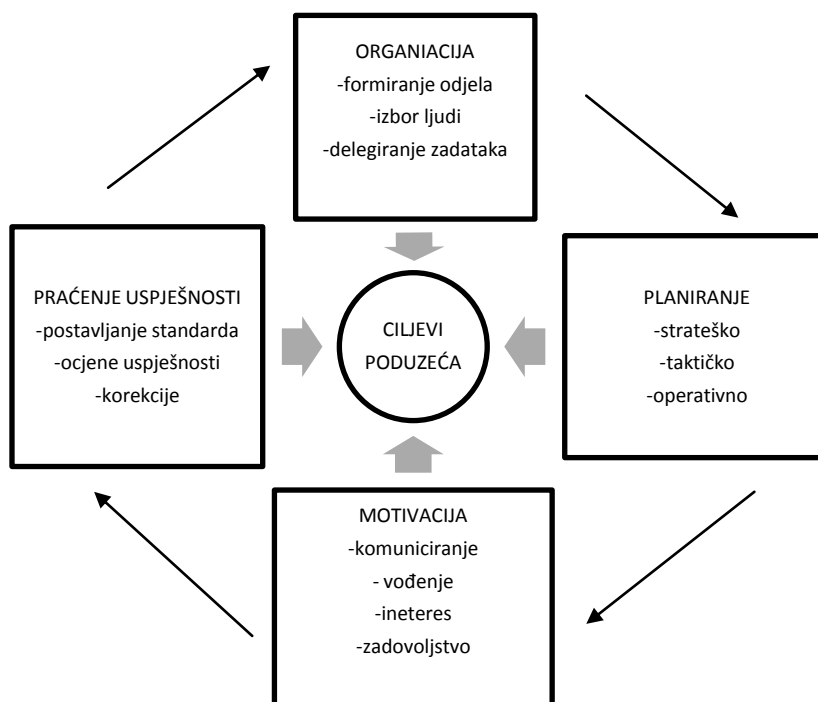 ORGANIACIJA
-formiranje odjela
-izbor ljudi
-delegiranje zadataka
PRAĆENJE USPJEŠNOSTI
-postavljanje standarda
-ocjene uspješnosti
-korekcije
CILJEVI
PODUZEĆA
PLANIRANJE
-strateško
-taktičko
-operativno
MOTIVACIJA
-komuniciranje
- vođenje
-ineteres
-zadovoljstvo